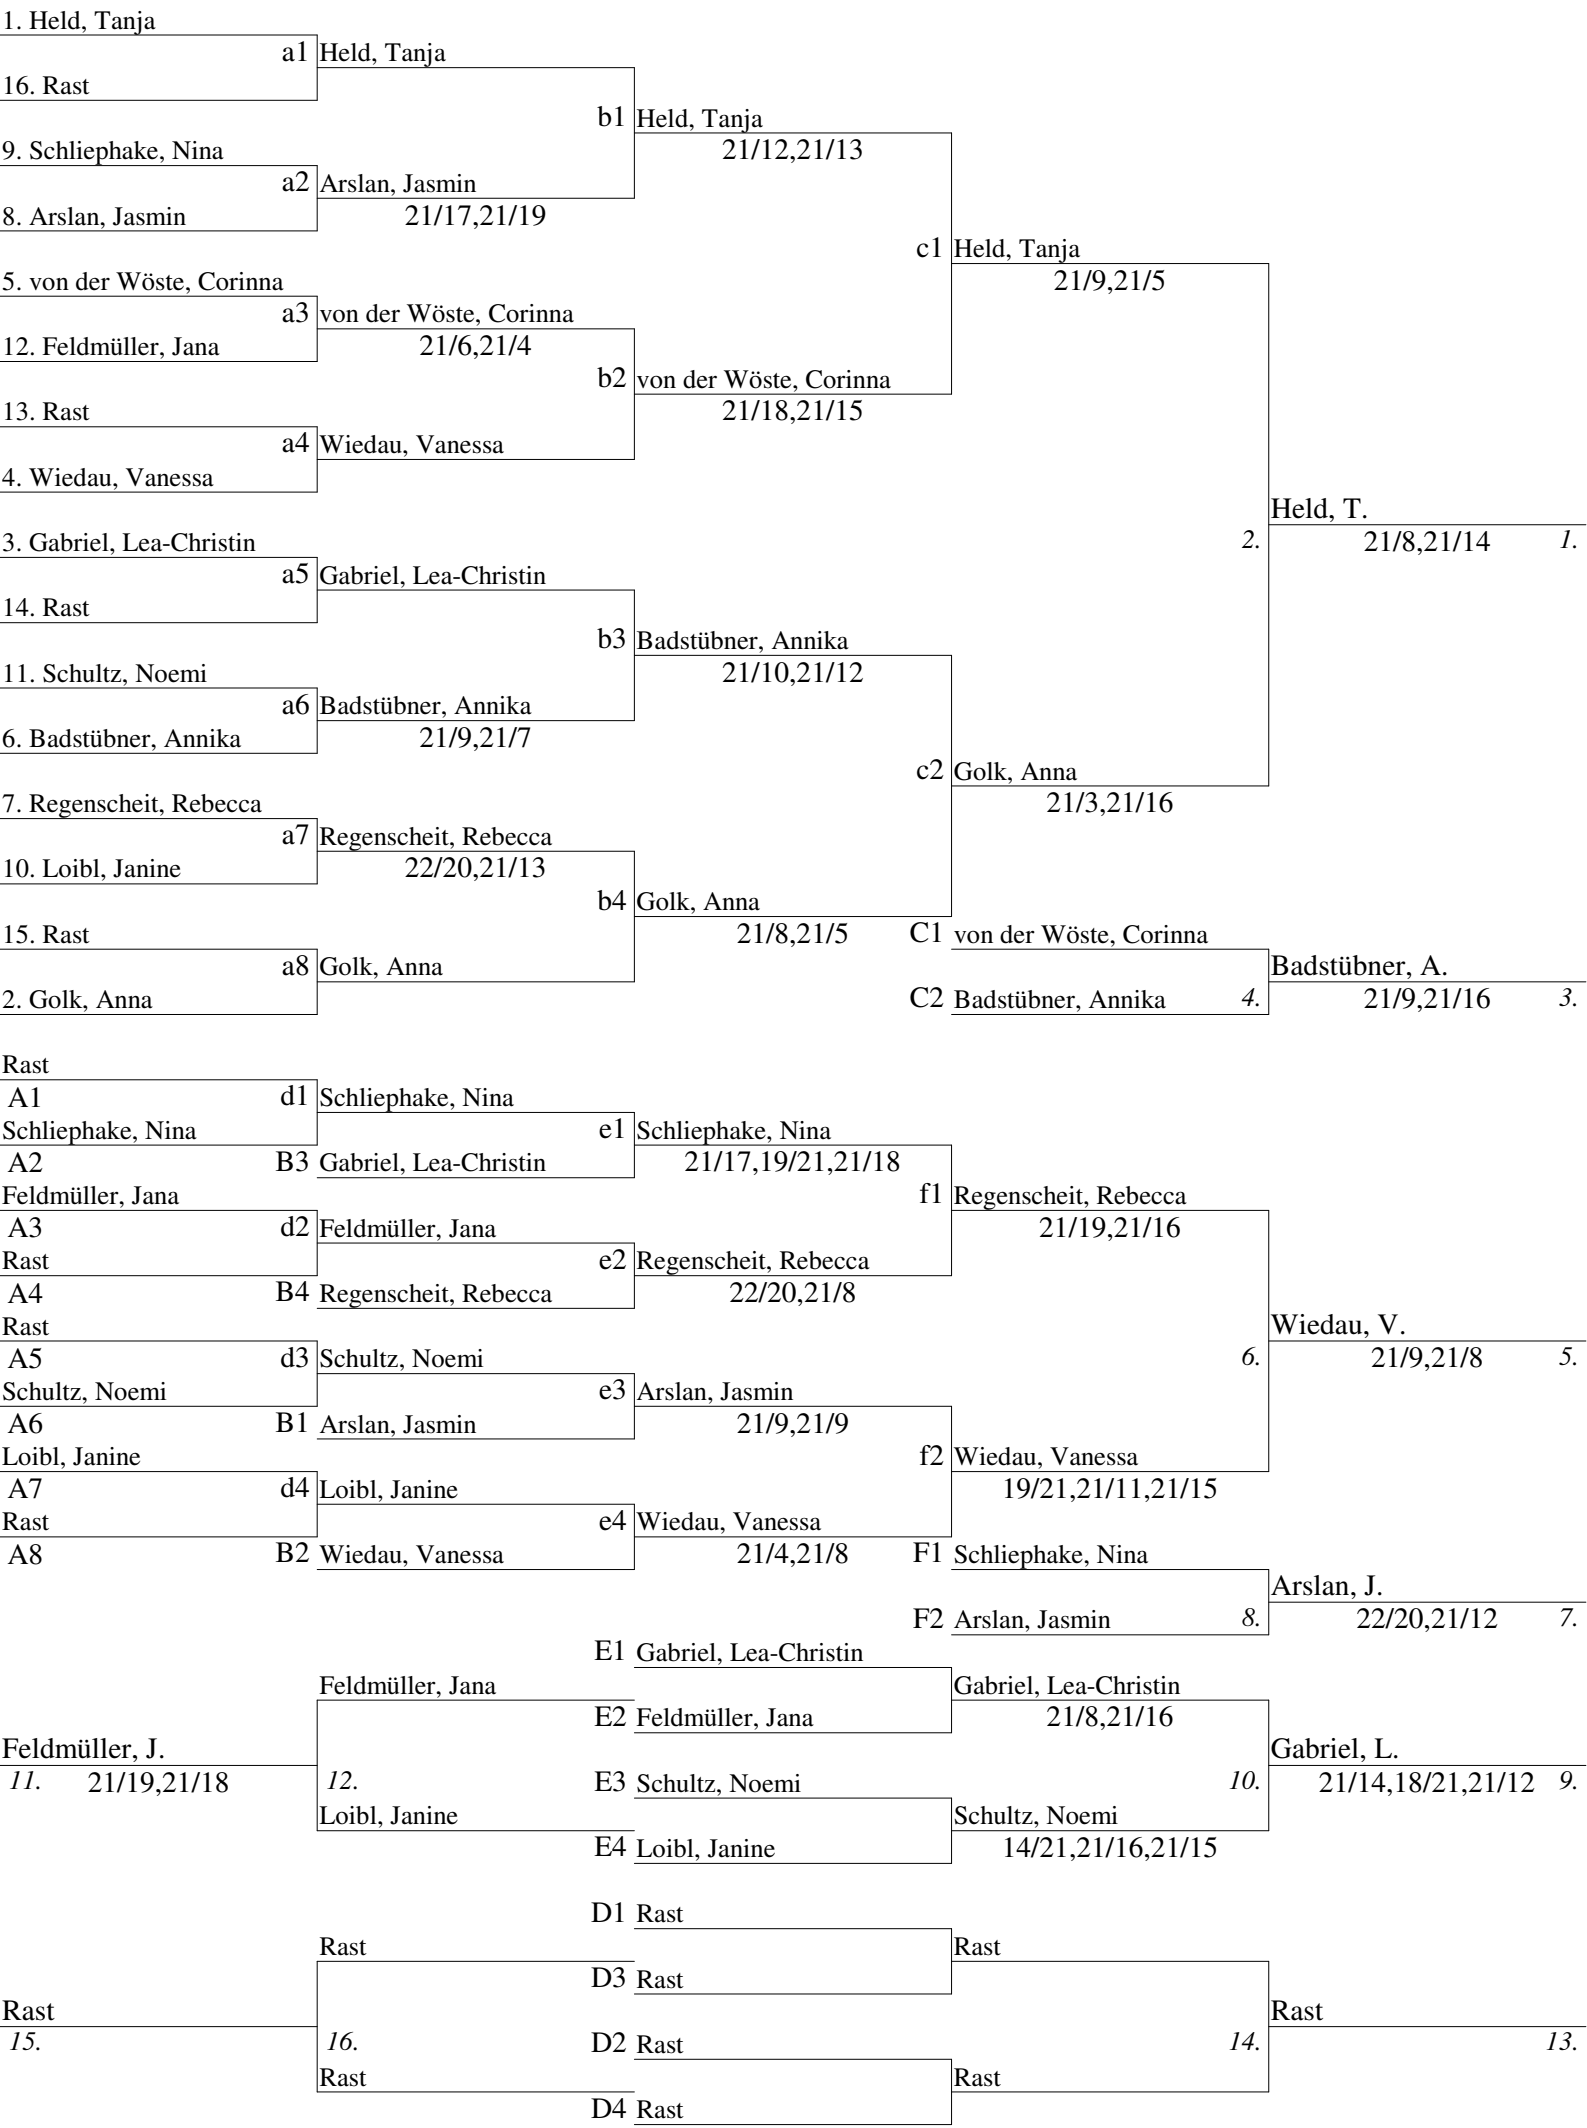 1. Held, Tanja
a1 Held, Tanja
16. Rast
b1 Held, Tanja
21/12,21/13
9. Schliephake, Nina
a2 Arslan, Jasmin
21/17,21/19
8. Arslan, Jasmin
c1 Held, Tanja
21/9,21/5
5. von der Wöste, Corinna
a3 von der Wöste, Corinna
21/6,21/4
12. Feldmüller, Jana
b2 von der Wöste, Corinna
21/18,21/15
13. Rast
a4 Wiedau, Vanessa
4. Wiedau, Vanessa
Held, T.
2. 21/8,21/14 1.
3. Gabriel, Lea-Christin
a5 Gabriel, Lea-Christin
14. Rast
b3 Badstübner, Annika
21/10,21/12
11. Schultz, Noemi
a6 Badstübner, Annika
21/9,21/7
6. Badstübner, Annika
c2 Golk, Anna
21/3,21/16
7. Regenscheit, Rebecca
a7 Regenscheit, Rebecca
22/20,21/13
10. Loibl, Janine
b4 Golk, Anna
21/8,21/5
15. Rast
C1 von der Wöste, Corinna
a8 Golk, Anna
Badstübner, A.
2. Golk, Anna
C2 Badstübner, Annika 4. 21/9,21/16 3.
Rast
A1 d1 Schliephake, Nina
Schliephake, Nina e1 Schliephake, Nina
A2 B3 Gabriel, Lea-Christin 21/17,19/21,21/18
Feldmüller, Jana f1 Regenscheit, Rebecca
A3 d2 Feldmüller, Jana 21/19,21/16
Rast e2 Regenscheit, Rebecca
A4 B4 Regenscheit, Rebecca 22/20,21/8
Rast Wiedau, V.
A5 d3 Schultz, Noemi 6. 21/9,21/8 5.
Schultz, Noemi e3 Arslan, Jasmin
A6 B1 Arslan, Jasmin 21/9,21/9
Loibl, Janine f2 Wiedau, Vanessa
A7 d4 Loibl, Janine 19/21,21/11,21/15
Rast e4 Wiedau, Vanessa
A8 B2 Wiedau, Vanessa 21/4,21/8 F1 Schliephake, Nina
Arslan, J.
F2 Arslan, Jasmin 8. 22/20,21/12 7.
E1 Gabriel, Lea-Christin
Feldmüller, Jana Gabriel, Lea-Christin
E2 Feldmüller, Jana 21/8,21/16
Feldmüller, J. Gabriel, L.
11. 21/19,21/18 12. E3 Schultz, Noemi 10. 21/14,18/21,21/12 9.
Loibl, Janine Schultz, Noemi
E4 Loibl, Janine 14/21,21/16,21/15
D1 Rast
Rast Rast
D3 Rast
Rast Rast
15. 16. D2 Rast 14. 13.
Rast Rast
D4 Rast